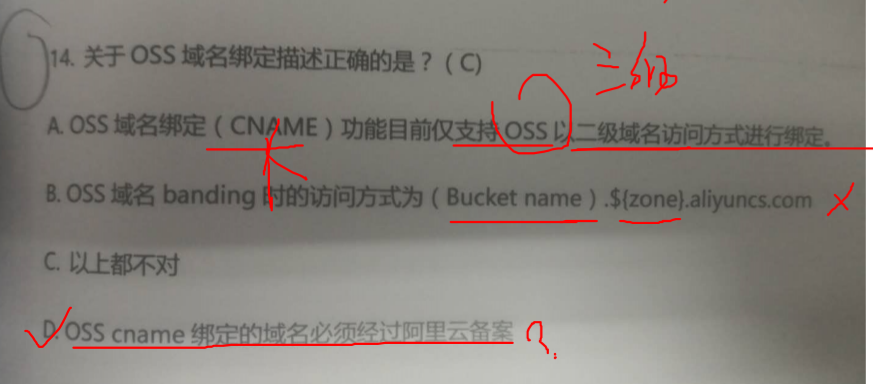 14. 关于 OSS 域名绑定描述正确的是？(C)
三级
A. OSS 域名绑定（CNAME）功能目前仅支持 OSS 以二级域名访问方式进行绑定。
B. OSS 域名 banding 时的访问方式为（Bucket name）.${zone}.aliyuncs.com
C. 以上都不对
D. OSS cname 绑定的域名必须经过阿里云备案 ?